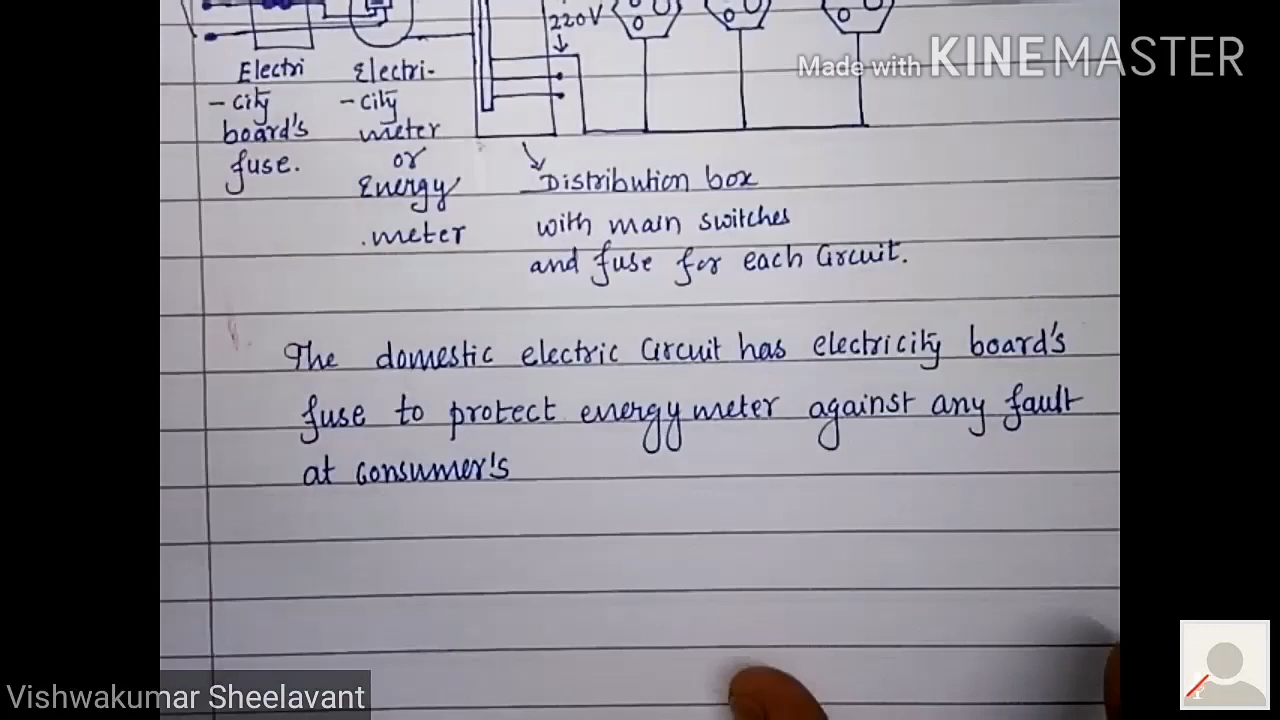 220V
Made with KINEMASTER
Electri
- city
board's
fuse.
Electri-
- city
meter
or
Energy
meter
Distribution box
with main switches
and fuse for each Circuit.
The domestic electric Circuit has electricity board's
fuse to protect energy meter against any fault
at consumer's
Vishwakumar Sheelavant